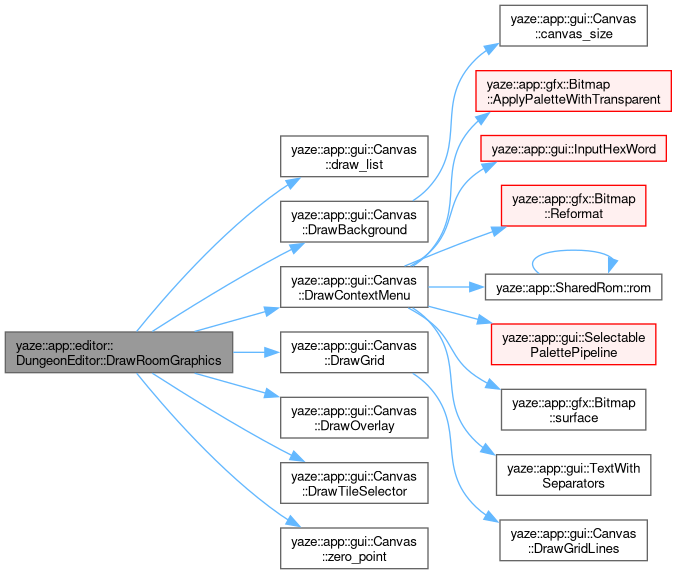 yaze::app::editor::
DungeonEditor::DrawRoomGraphics
yaze::app::gui::Canvas
::draw_list
yaze::app::gui::Canvas
::DrawBackground
yaze::app::gui::Canvas
::DrawContextMenu
yaze::app::gui::Canvas
::DrawGrid
yaze::app::gui::Canvas
::DrawOverlay
yaze::app::gui::Canvas
::DrawTileSelector
yaze::app::gui::Canvas
::zero_point
yaze::app::gui::Canvas
::canvas_size
yaze::app::gfx::Bitmap
::ApplyPaletteWithTransparent
yaze::app::gui::InputHexWord
yaze::app::gfx::Bitmap
::Reformat
yaze::app::SharedRom::rom
yaze::app::gui::Selectable
PalettePipeline
yaze::app::gfx::Bitmap
::surface
yaze::app::gui::TextWith
Separators
yaze::app::gui::Canvas
::DrawGridLines